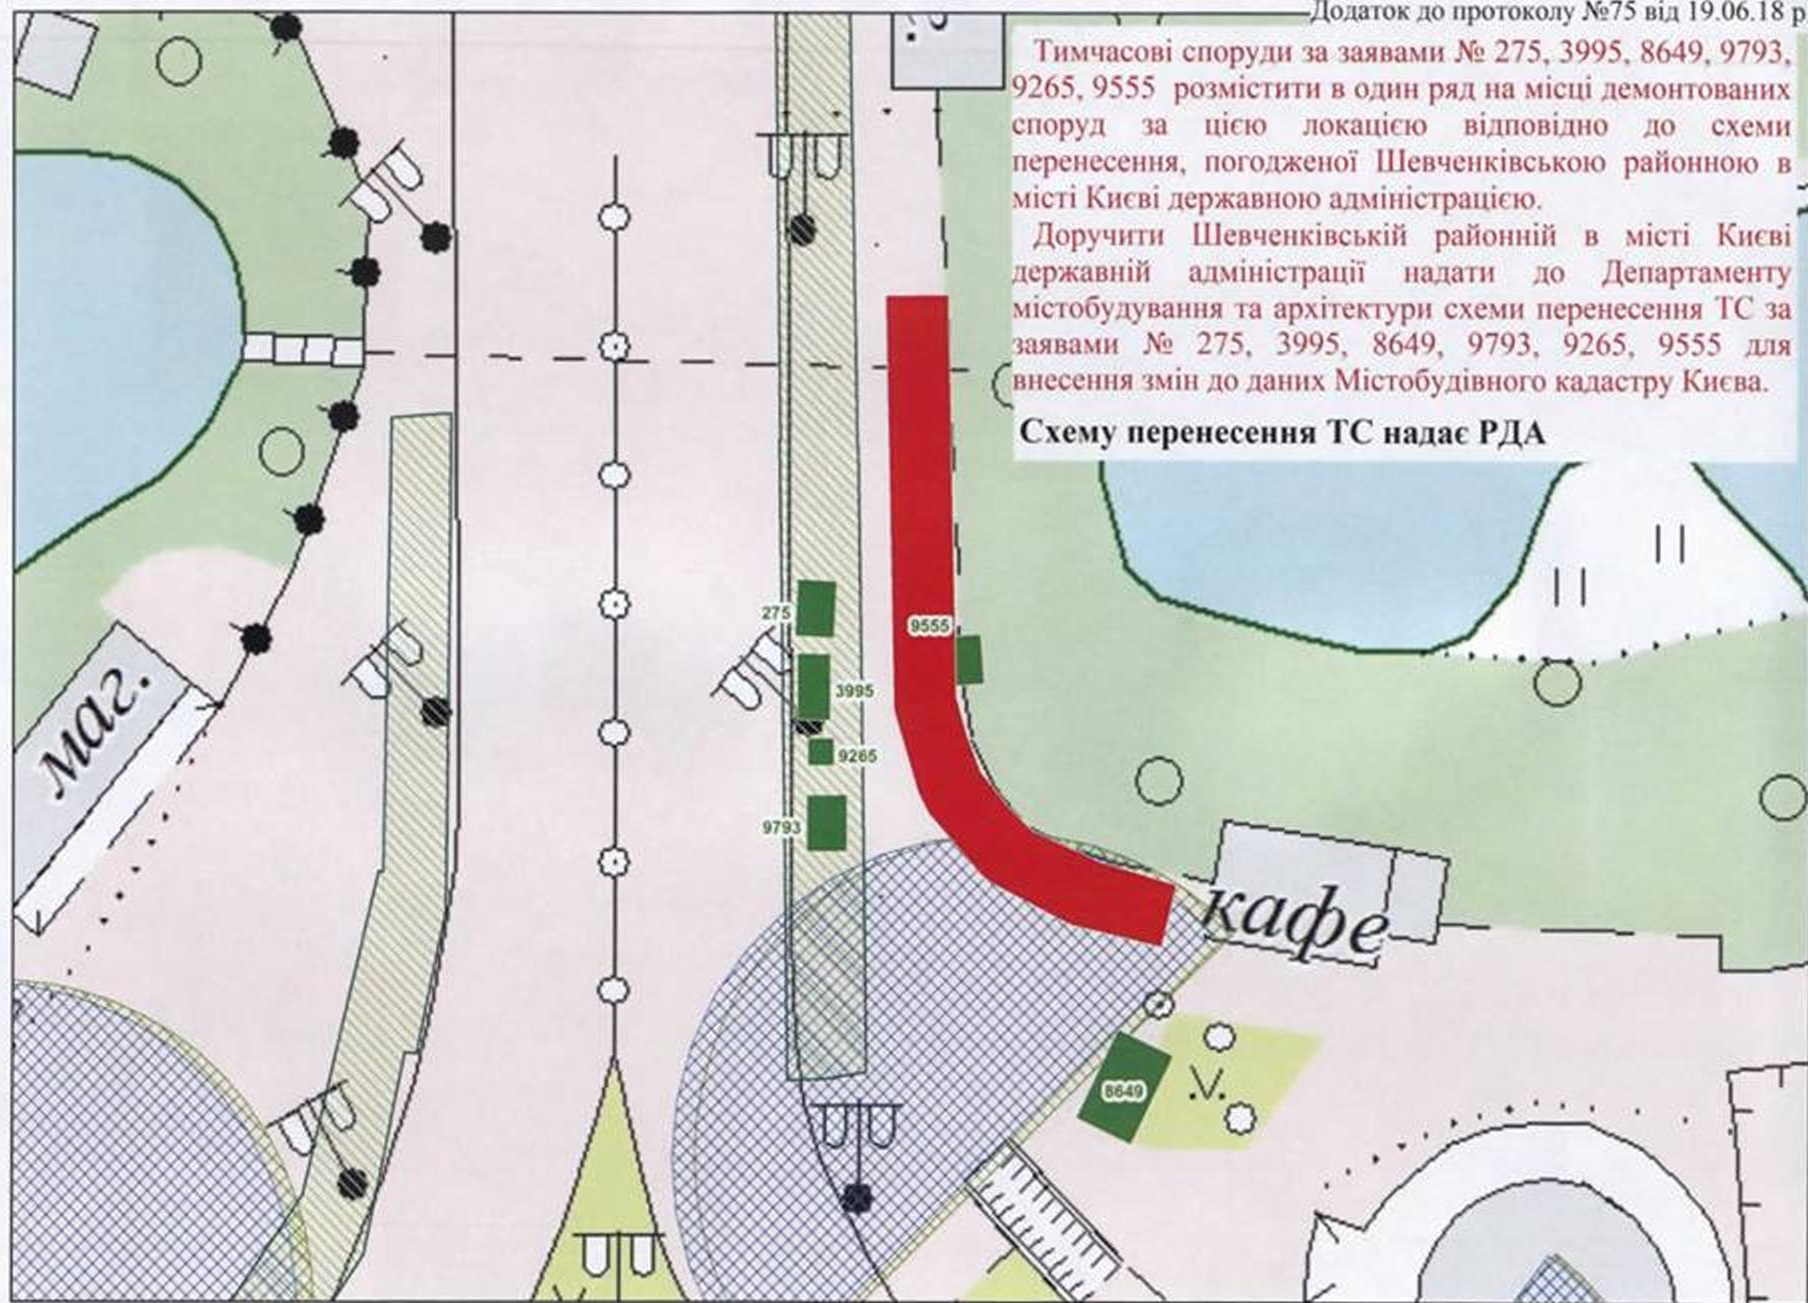 Додаток до протоколу №75 від 19.06.18 р
Тимчасові споруди за заявами № 275, 3995, 8649, 9793,
9265, 9555 розмістити в один ряд на місці демонтованих
споруд за цією локацією відповідно до схеми
перенесення, погодженої Шевченківською районною в
місті Києві державною адміністрацією.
Доручити Шевченківській районній в місті Києві
державній адміністрації надати до Департаменту
містобудування та архітектури схеми перенесення ТС за
заявами № 275, 3995, 8649, 9793, 9265, 9555 для
внесення змін до даних Містобудівного кадастру Києва.
Схему перенесення ТС надає РДА
275
9555
3995
маг.
9265
9793
кафе
8649
.V.